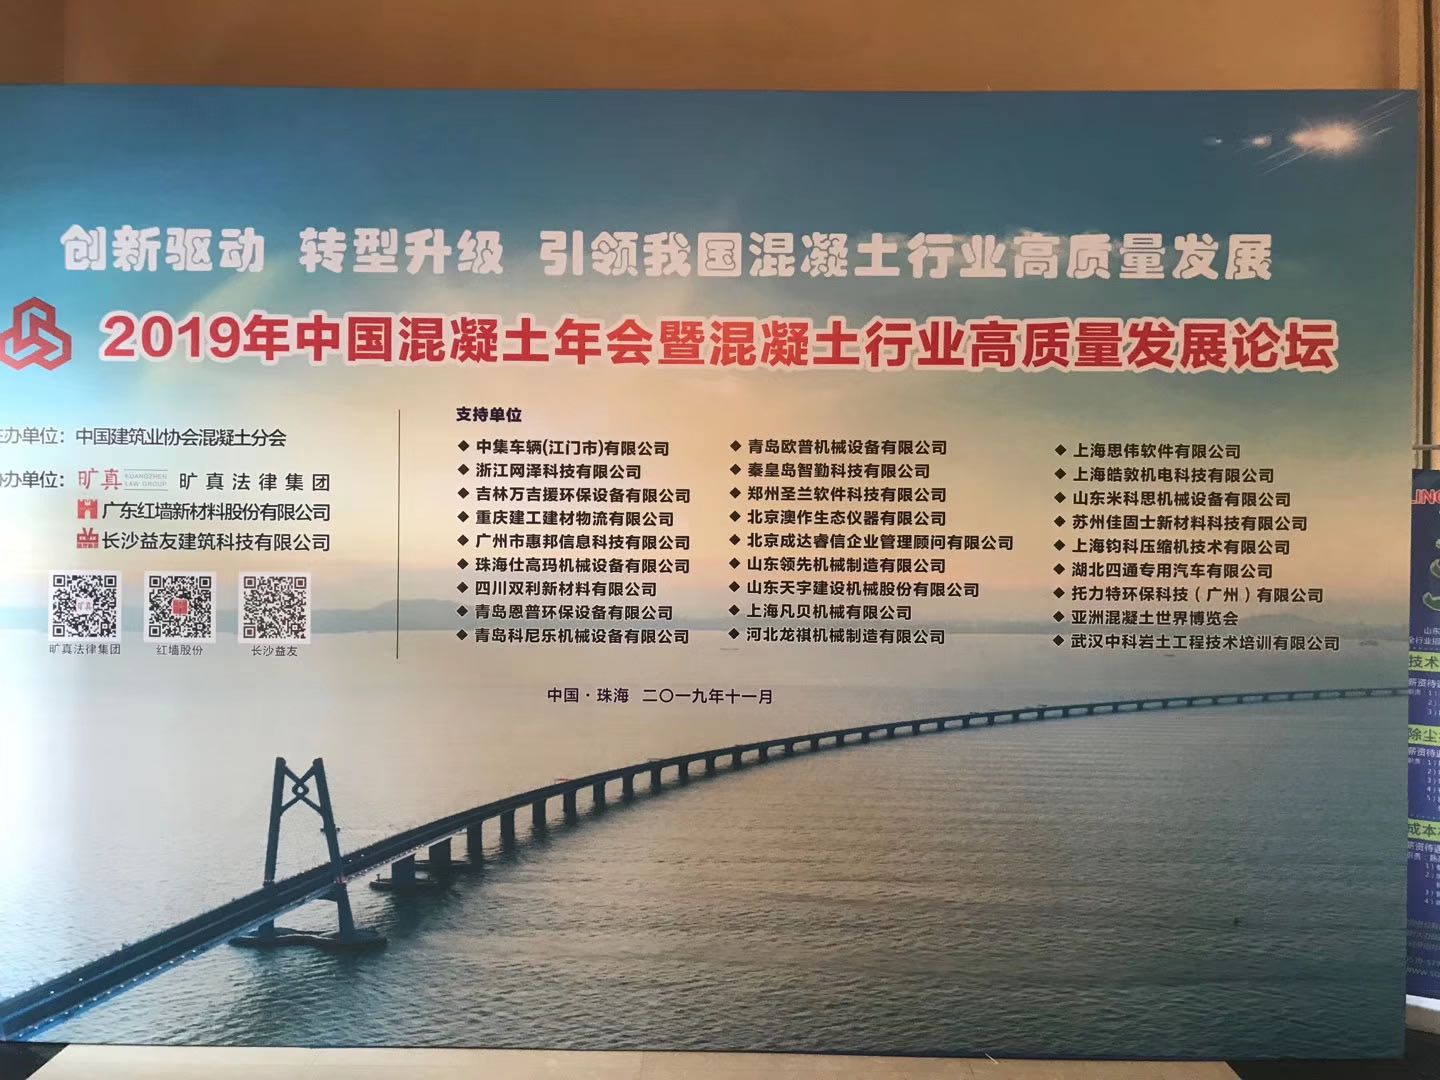 创新驱动 转型升级 引领我国混凝土行业高质量发展
2019年中国混凝土年会暨混凝土行业高质量发展论坛
办单位：中国建筑业协会混凝土分会
办单位：旷真 KUANGZHEN LAW GROUP 旷真法律集团
广东红墙新材料股份有限公司
长沙益友建筑科技有限公司
旷真法律集团 红墙股份 长沙益友
支持单位
中集车辆(江门市)有限公司
浙江网泽科技有限公司
吉林万吉援环保设备有限公司
重庆建工建材物流有限公司
广州市惠邦信息科技有限公司
珠海仕高玛机械设备有限公司
四川双利新材料有限公司
青岛恩普环保设备有限公司
青岛科尼乐机械设备有限公司
青岛欧普机械设备有限公司
秦皇岛智勤科技有限公司
郑州圣兰软件科技有限公司
北京澳作生态仪器有限公司
北京成达睿信企业管理顾问有限公司
山东领先机械制造有限公司
山东天宇建设机械股份有限公司
上海凡贝机械有限公司
河北龙祺机械制造有限公司
上海思伟软件有限公司
上海皓敦机电科技有限公司
山东米科思机械设备有限公司
苏州佳固士新材料科技有限公司
上海钧科压缩机技术有限公司
湖北四通专用汽车有限公司
托力特环保科技（广州）有限公司
亚洲混凝土世界博览会
武汉中科岩土工程技术培训有限公司
中国·珠海 二〇一九年十一月
技术
除尘
成本